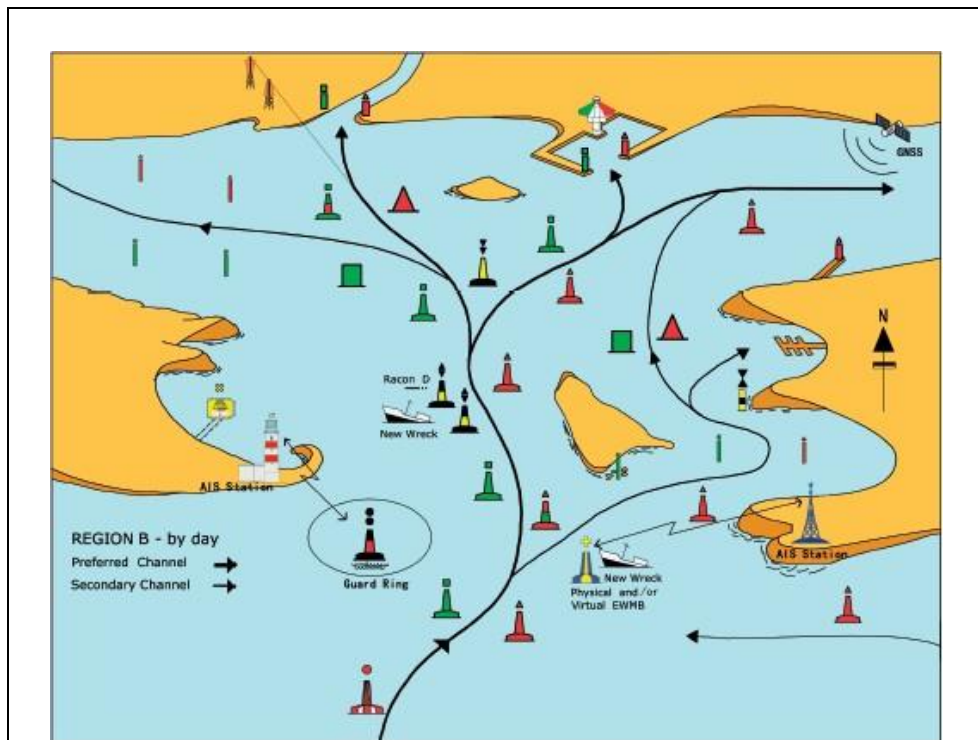 GNSS
N
Racon D
New Wreck
AIS Station
REGION B - by day
Preferred Channel
Secondary Channel
Guard Ring
New Wreck
Physical and/or
Virtual EWMB
AIS Station